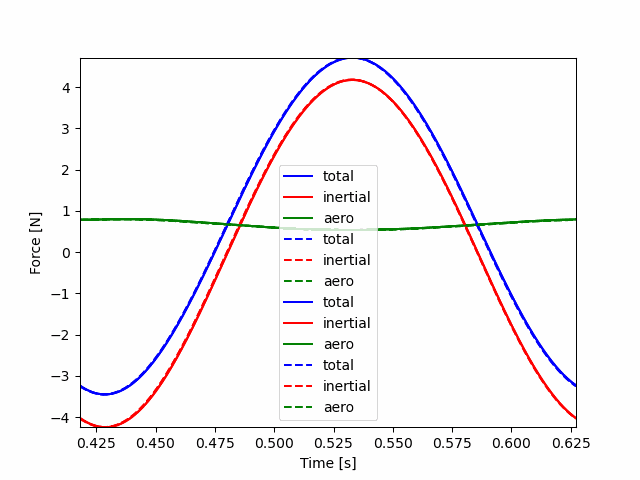 Force [N]
4
3
2
1
0
−1
−2
−3
−4
total
inertial
aero
total
inertial
aero
total
inertial
aero
total
inertial
aero
0.425 0.450 0.475 0.500 0.525 0.550 0.575 0.600 0.625
Time [s]